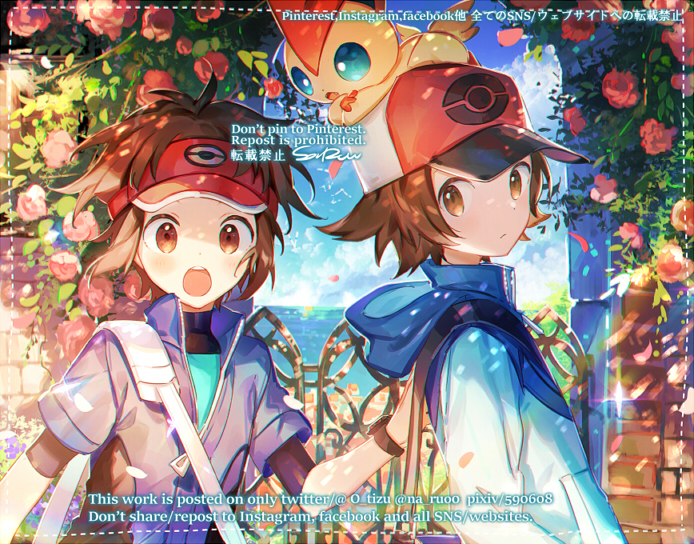 Pinterest,Instagram,facebook他 全てのSNS/ウェブサイトへの転載禁止
Don't pin to Pinterest.
Repost is prohibited.
転載禁止
This work is posted on only twitter/@_O_tizu @na_ruoo pixiv/590608
Don't share/repost to Instagram, facebook and all SNS/websites.